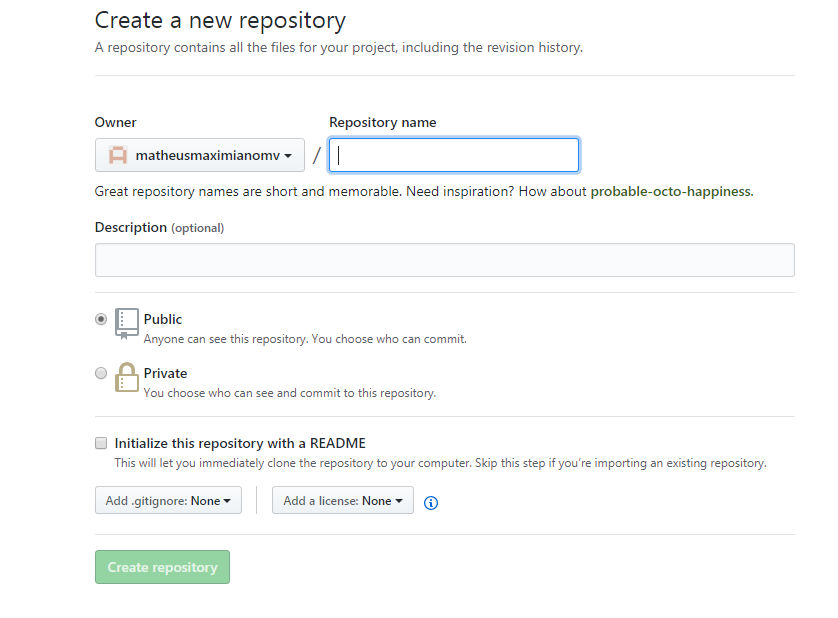 Create a new repository
A repository contains all the files for your project, including the revision history.
Owner
Repository name
matheusmaximianomv
/
Great repository names are short and memorable. Need inspiration? How about probable-octo-happiness.
Description (optional)
Public
Anyone can see this repository. You choose who can commit.
Private
You choose who can see and commit to this repository.
Initialize this repository with a README
This will let you immediately clone the repository to your computer. Skip this step if you’re importing an existing repository.
Add .gitignore: None
Add a license: None
Create repository